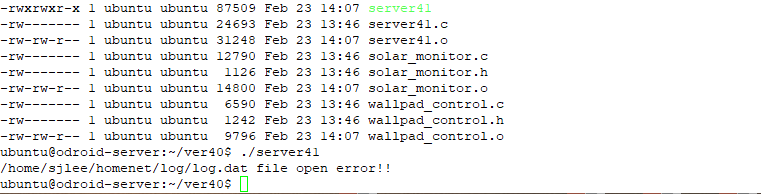 -rwxrwxr-x 1 ubuntu ubuntu 87509 Feb 23 14:07 server41
-rw------- 1 ubuntu ubuntu 24693 Feb 23 13:46 server41.c
-rw-rw-r-- 1 ubuntu ubuntu 31248 Feb 23 14:07 server41.o
-rw------- 1 ubuntu ubuntu 12790 Feb 23 13:46 solar_monitor.c
-rw------- 1 ubuntu ubuntu 1126 Feb 23 13:46 solar_monitor.h
-rw-rw-r-- 1 ubuntu ubuntu 14800 Feb 23 14:07 solar_monitor.o
-rw------- 1 ubuntu ubuntu 6590 Feb 23 13:46 wallpad_control.c
-rw------- 1 ubuntu ubuntu 1242 Feb 23 13:46 wallpad_control.h
-rw-rw-r-- 1 ubuntu ubuntu 9796 Feb 23 14:07 wallpad_control.o
ubuntu@odroid-server:~/ver40$ ./server41
/home/sjlee/homenet/log/log.dat file open error!!
ubuntu@odroid-server:~/ver40$